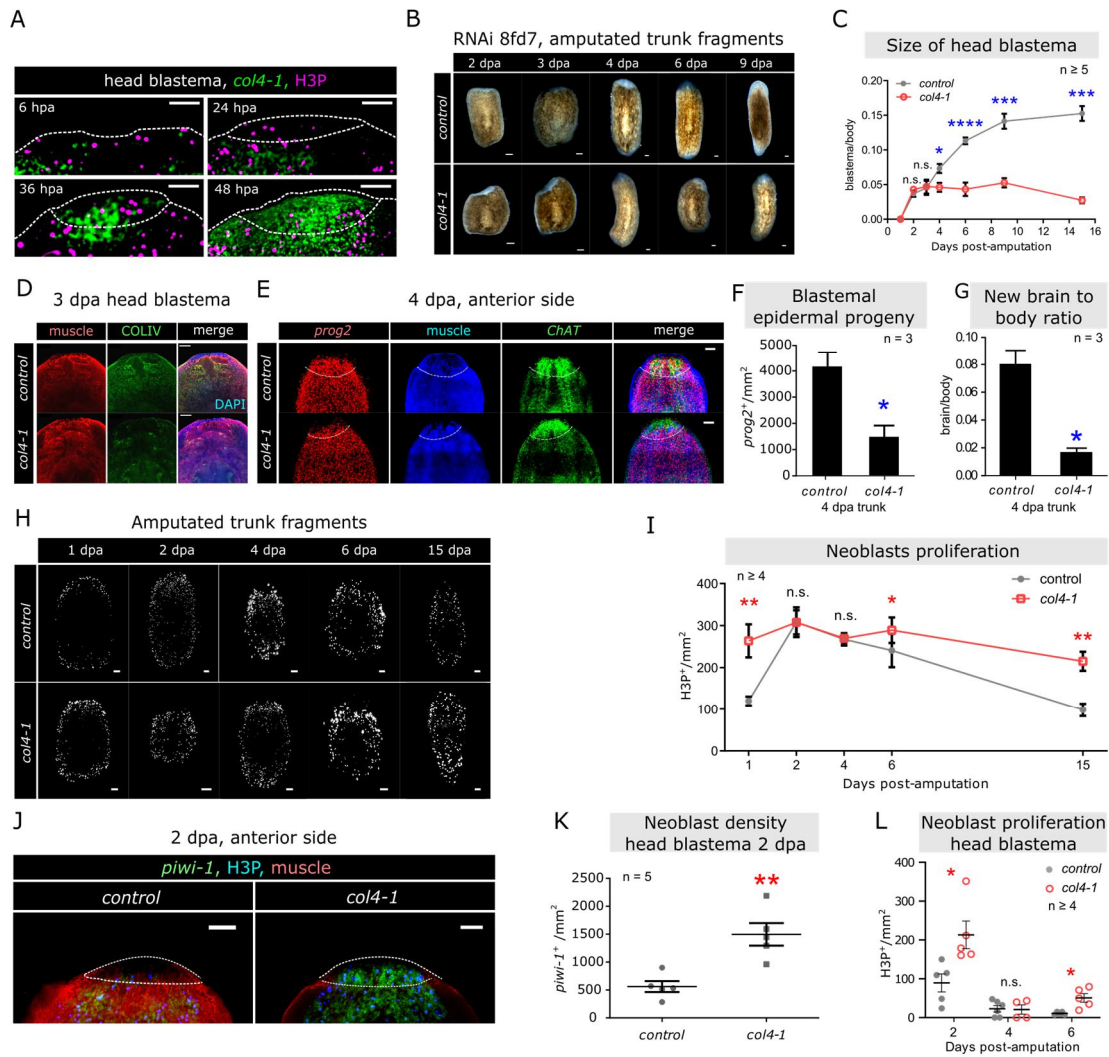 A
head blastema, col4-1, H3P
6 hpa
24 hpa
36 hpa
48 hpa
B
RNAi 8fd7, amputated trunk fragments
2 dpa
3 dpa
4 dpa
6 dpa
9 dpa
control
col4-1
C
Size of head blastema
n ≥ 5
control
col4-1
blastema/body
0.20
0.15
0.10
0.05
0.00
n.s.
n.s.
*
****
***
***
0 2 4 6 8 10 12 14 16
Days post-amputation
D
3 dpa head blastema
muscle
COLIV
merge
control
DAPI
col4-1
E
4 dpa, anterior side
prog2
muscle
ChAT
merge
control
col4-1
F
Blastemal
epidermal progeny
n = 3
prog2+/mm2
5000
4000
3000
2000
1000
0
*
control col4-1
4 dpa trunk
G
New brain to
body ratio
n = 3
brain/body
0.10
0.08
0.06
0.04
0.02
0.00
*
control col4-1
4 dpa trunk
H
Amputated trunk fragments
1 dpa
2 dpa
4 dpa
6 dpa
15 dpa
control
col4-1
I
Neoblasts proliferation
n ≥ 4
control
col4-1
H3P+/mm2
400
300
200
100
0
**
n.s.
n.s.
*
**
1 2 4 6 15
Days post-amputation
J
2 dpa, anterior side
piwi-1, H3P, muscle
control
col4-1
K
Neoblast density
head blastema 2 dpa
n = 5
**
piwi-1+ /mm2
2500
2000
1500
1000
500
0
control col4-1
L
Neoblast proliferation
head blastema
control
col4-1
n ≥ 4
H3P+/mm2
400
300
200
100
0
*
n.s.
*
2 4 6
Days post-amputation